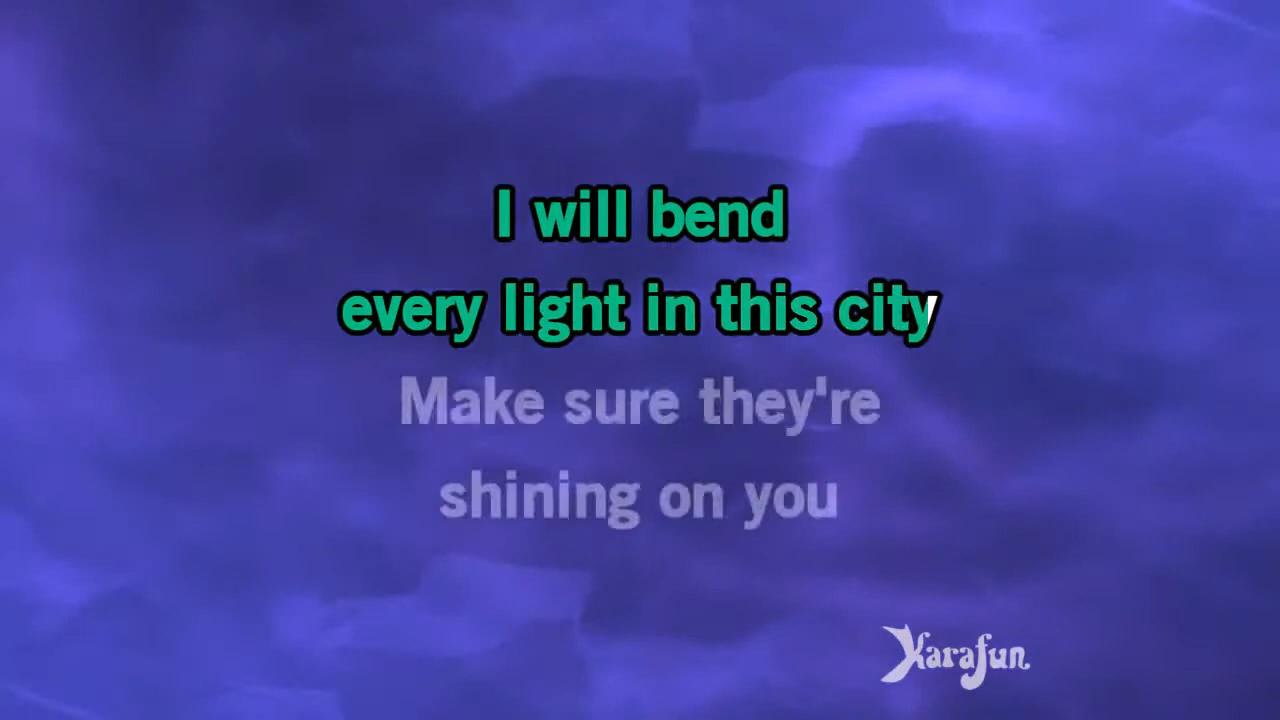 I will bend
every light in this city
Make sure they're
shining on you
Karafun